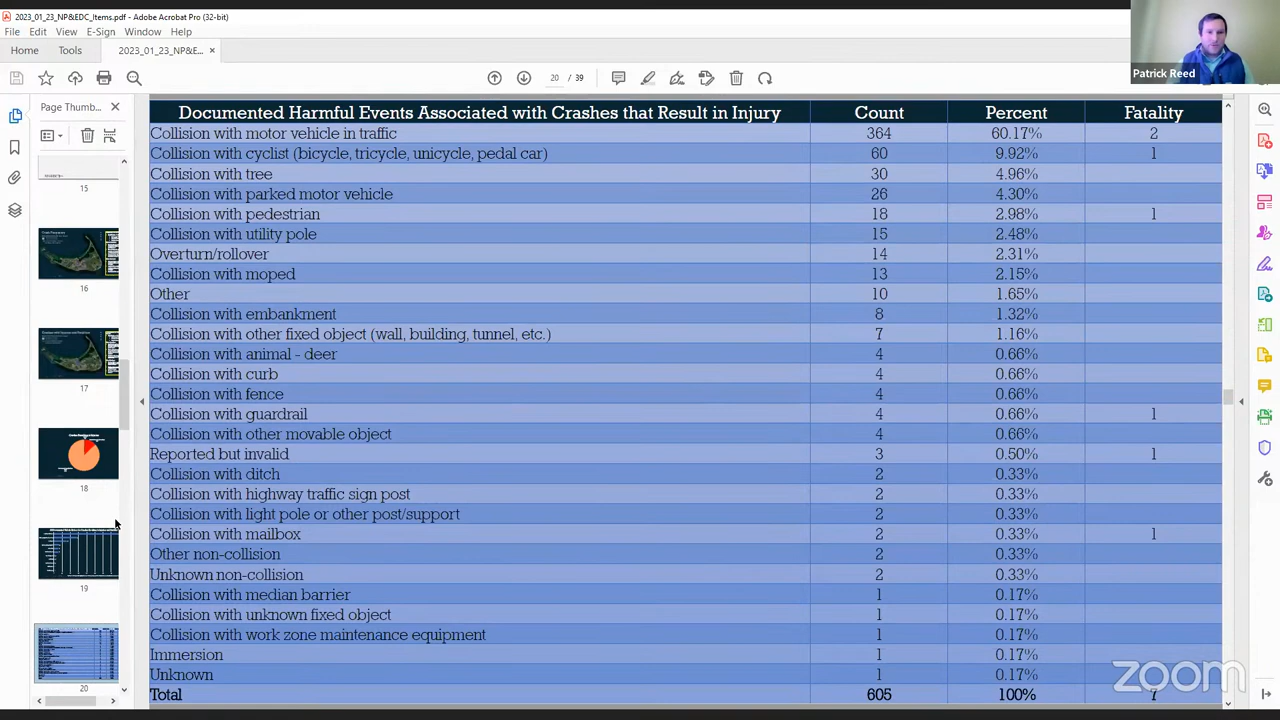 2023_01_23_NP&EDC_Items.pdf - Adobe Acrobat Pro (32-bit)
File Edit View E-Sign Window Help
Home Tools 2023_01_23_NP&E... ×
20 / 39
Patrick Reed
Page Thumb...
15
16
17
18
19
20
Documented Harmful Events Associated with Crashes that Result in Injury Count Percent Fatality
Collision with motor vehicle in traffic 364 60.17% 2
Collision with cyclist (bicycle, tricycle, unicycle, pedal car) 60 9.92% 1
Collision with tree 30 4.96%
Collision with parked motor vehicle 26 4.30%
Collision with pedestrian 18 2.98% 1
Collision with utility pole 15 2.48%
Overturn/rollover 14 2.31%
Collision with moped 13 2.15%
Other 10 1.65%
Collision with embankment 8 1.32%
Collision with other fixed object (wall, building, tunnel, etc.) 7 1.16%
Collision with animal - deer 4 0.66%
Collision with curb 4 0.66%
Collision with fence 4 0.66%
Collision with guardrail 4 0.66% 1
Collision with other movable object 4 0.66%
Reported but invalid 3 0.50% 1
Collision with ditch 2 0.33%
Collision with highway traffic sign post 2 0.33%
Collision with light pole or other post/support 2 0.33%
Collision with mailbox 2 0.33% 1
Other non-collision 2 0.33%
Unknown non-collision 2 0.33%
Collision with median barrier 1 0.17%
Collision with unknown fixed object 1 0.17%
Collision with work zone maintenance equipment 1 0.17%
Immersion 1 0.17%
Unknown 1 0.17%
Total 605 100% 7
zoom